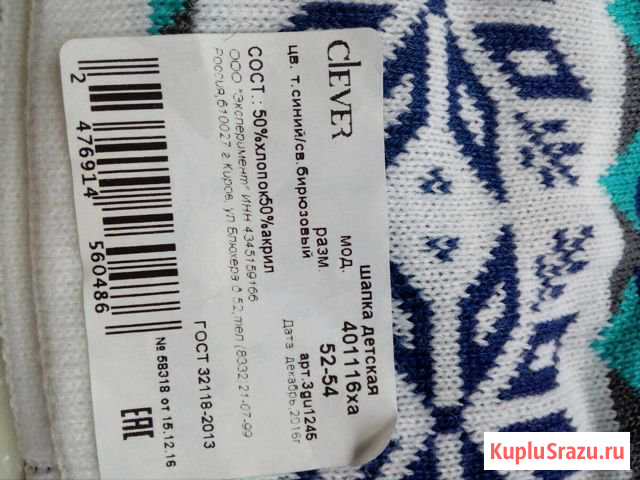 CLEVER
шапка детская
мод. 401116ха
разм. 52-54
цв. т.синий/св.бирюзовый
арт.3gu1245
Дата: декабрь,2016г
СОСТ.: 50%хлопок50%акрил
ООО "Эксперимент" ИНН 4345159166
Россия,610027 г Киров, ул Блюхера д 52,тел (8332 21-07-99
ГОСТ 32118-2013
2 476914 560486
№ 58318 от 15.12.16
ЕАС
KupluSrazu.ru